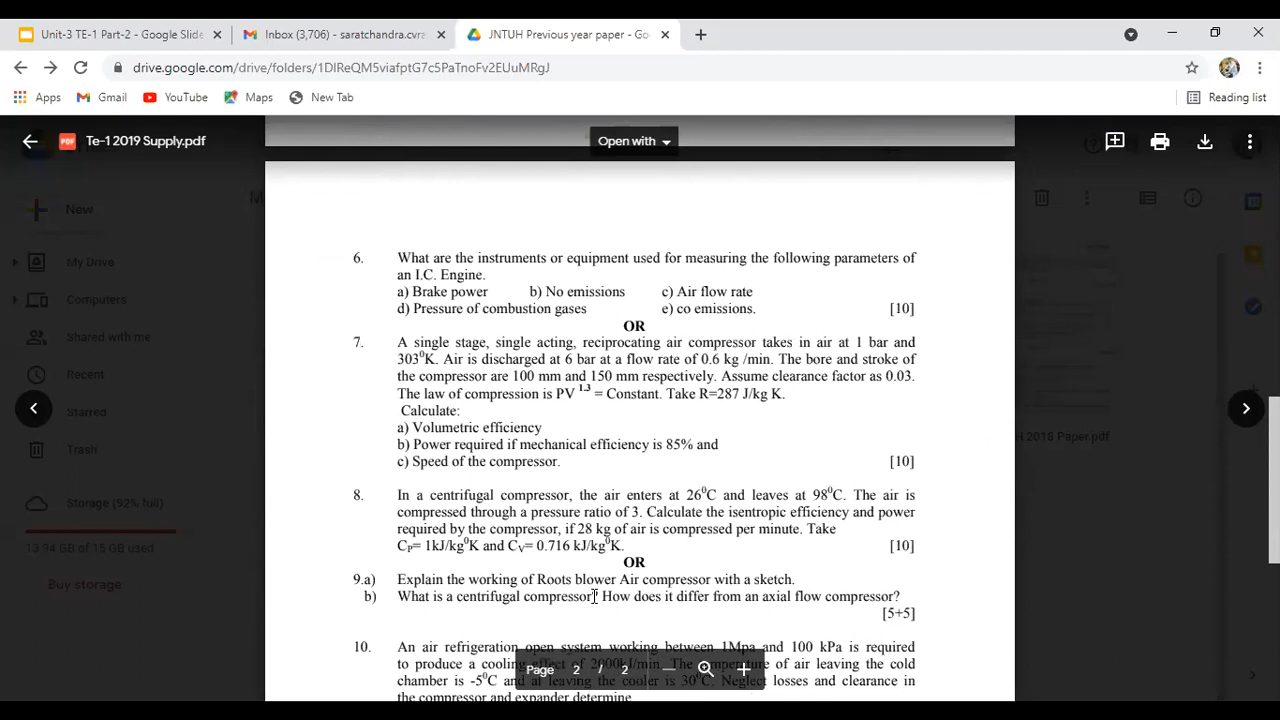 Unit-3 TE-1 Part-2 - Google Slide
Inbox (3,706) - saratchandra.cvr
JNTUH Previous year paper - Go
drive.google.com/drive/folders/1DIReQM5viafptG7c5PaTnoFv2EUuMRgJ
Apps
Gmail
YouTube
Maps
New Tab
Reading list
Te-1 2019 Supply.pdf
Open with
New
My Drive
Computers
Shared with me
Recent
Starred
Trash
Storage (92% full)
13.94 GB of 15 GB used
H 2018 Paper.pdf
6. What are the instruments or equipment used for measuring the following parameters of
an I.C. Engine.
a) Brake power b) No emissions c) Air flow rate
d) Pressure of combustion gases e) co emissions. [10]
OR
7. A single stage, single acting, reciprocating air compressor takes in air at 1 bar and
303⁰K. Air is discharged at 6 bar at a flow rate of 0.6 kg /min. The bore and stroke of
the compressor are 100 mm and 150 mm respectively. Assume clearance factor as 0.03.
The law of compression is PV ¹·³ = Constant. Take R=287 J/kg K.
Calculate:
a) Volumetric efficiency
b) Power required if mechanical efficiency is 85% and
c) Speed of the compressor. [10]
8. In a centrifugal compressor, the air enters at 26⁰C and leaves at 98⁰C. The air is
compressed through a pressure ratio of 3. Calculate the isentropic efficiency and power
required by the compressor, if 28 kg of air is compressed per minute. Take
CP= 1kJ/kg⁰K and CV= 0.716 kJ/kg⁰K. [10]
OR
9.a) Explain the working of Roots blower Air compressor with a sketch.
b) What is a centrifugal compressor? How does it differ from an axial flow compressor?
[5+5]
10. An air refrigeration open system working between 1Mpa and 100 kPa is required
to produce a cooling effect of 2000kJ/min. The temperature of air leaving the cold
chamber is -5⁰C and at leaving the cooler is 30⁰C. Neglect losses and clearance in
the compressor and expander determine
Page 2 / 2